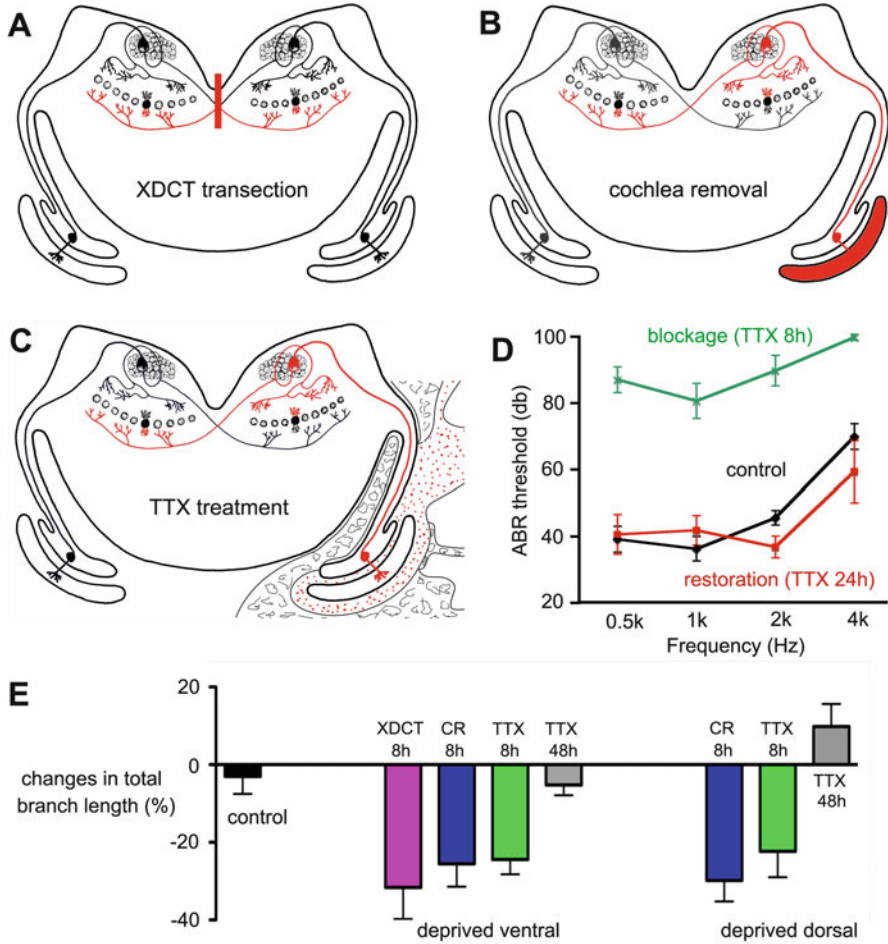 A
XDCT transection
B
cochlea removal
C
TTX treatment
D
blockage (TTX 8h)
control
restoration (TTX 24h)
ABR threshold (db)
100
80
60
40
20
0.5k 1k 2k 4k
Frequency (Hz)
E
changes in total
branch length (%)
20
0
-20
-40
control
XDCT
8h
CR
8h
TTX
8h
TTX
48h
deprived ventral
CR
8h
TTX
8h
TTX
48h
deprived dorsal